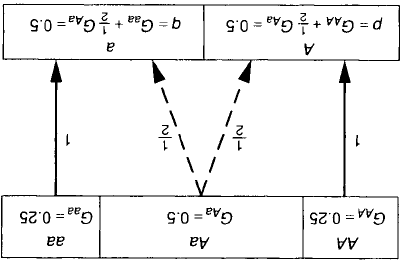 AA Aa aa
G_AA = 0.25 G_Aa = 0.5 G_aa = 0.25
1 1/2 1/2 1
A a
p = G_AA + 1/2 G_Aa = 0.5 q = G_aa + 1/2 G_Aa = 0.5